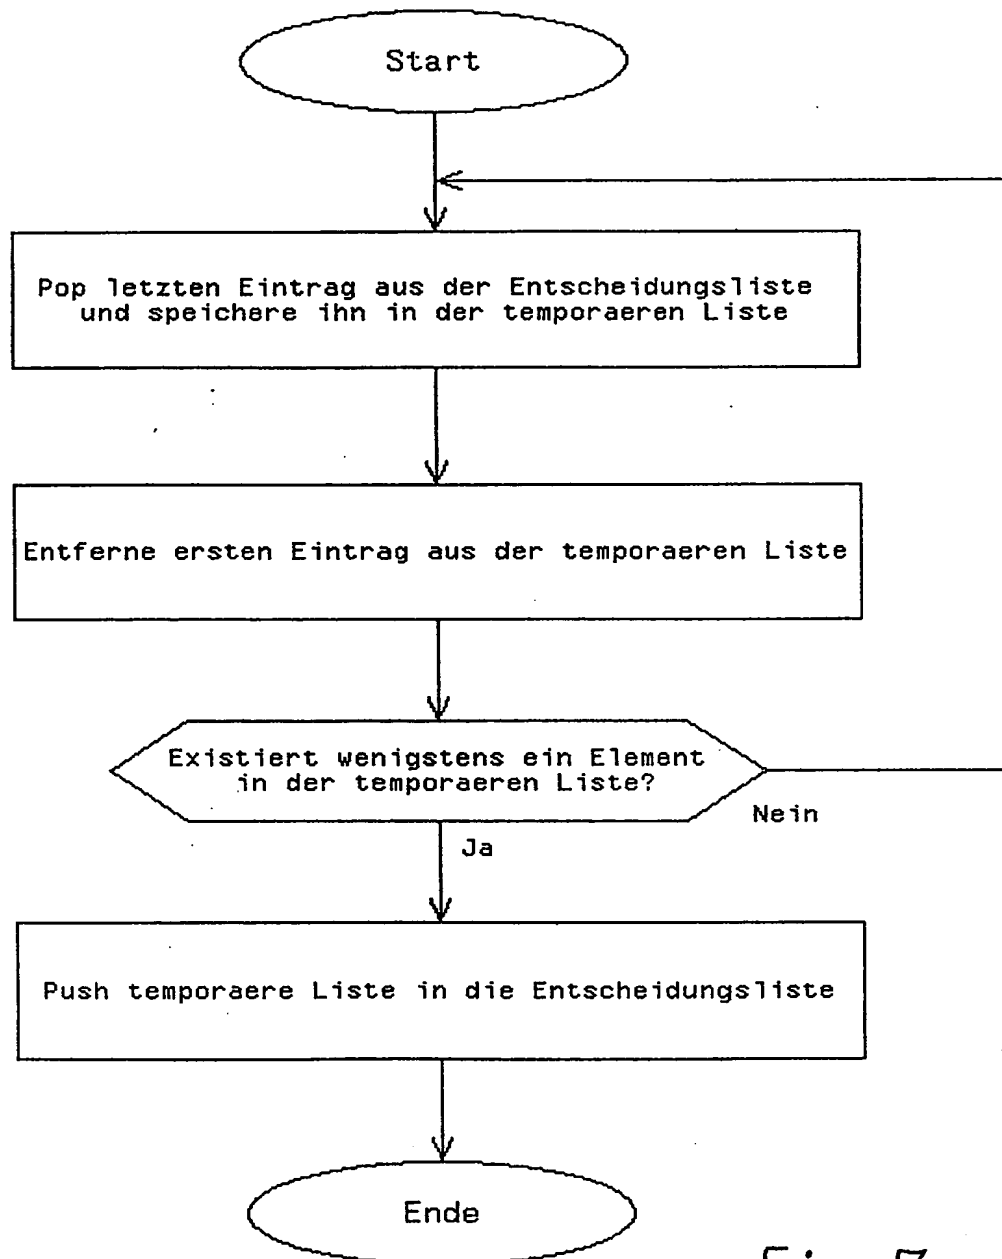 Start
Pop letzten Eintrag aus der Entscheidungsliste
und speichere ihn in der temporaeren Liste
Entferne ersten Eintrag aus der temporaeren Liste
Existiert wenigstens ein Element
in der temporaeren Liste?
Nein
Ja
Push temporaere Liste in die Entscheidungsliste
Ende